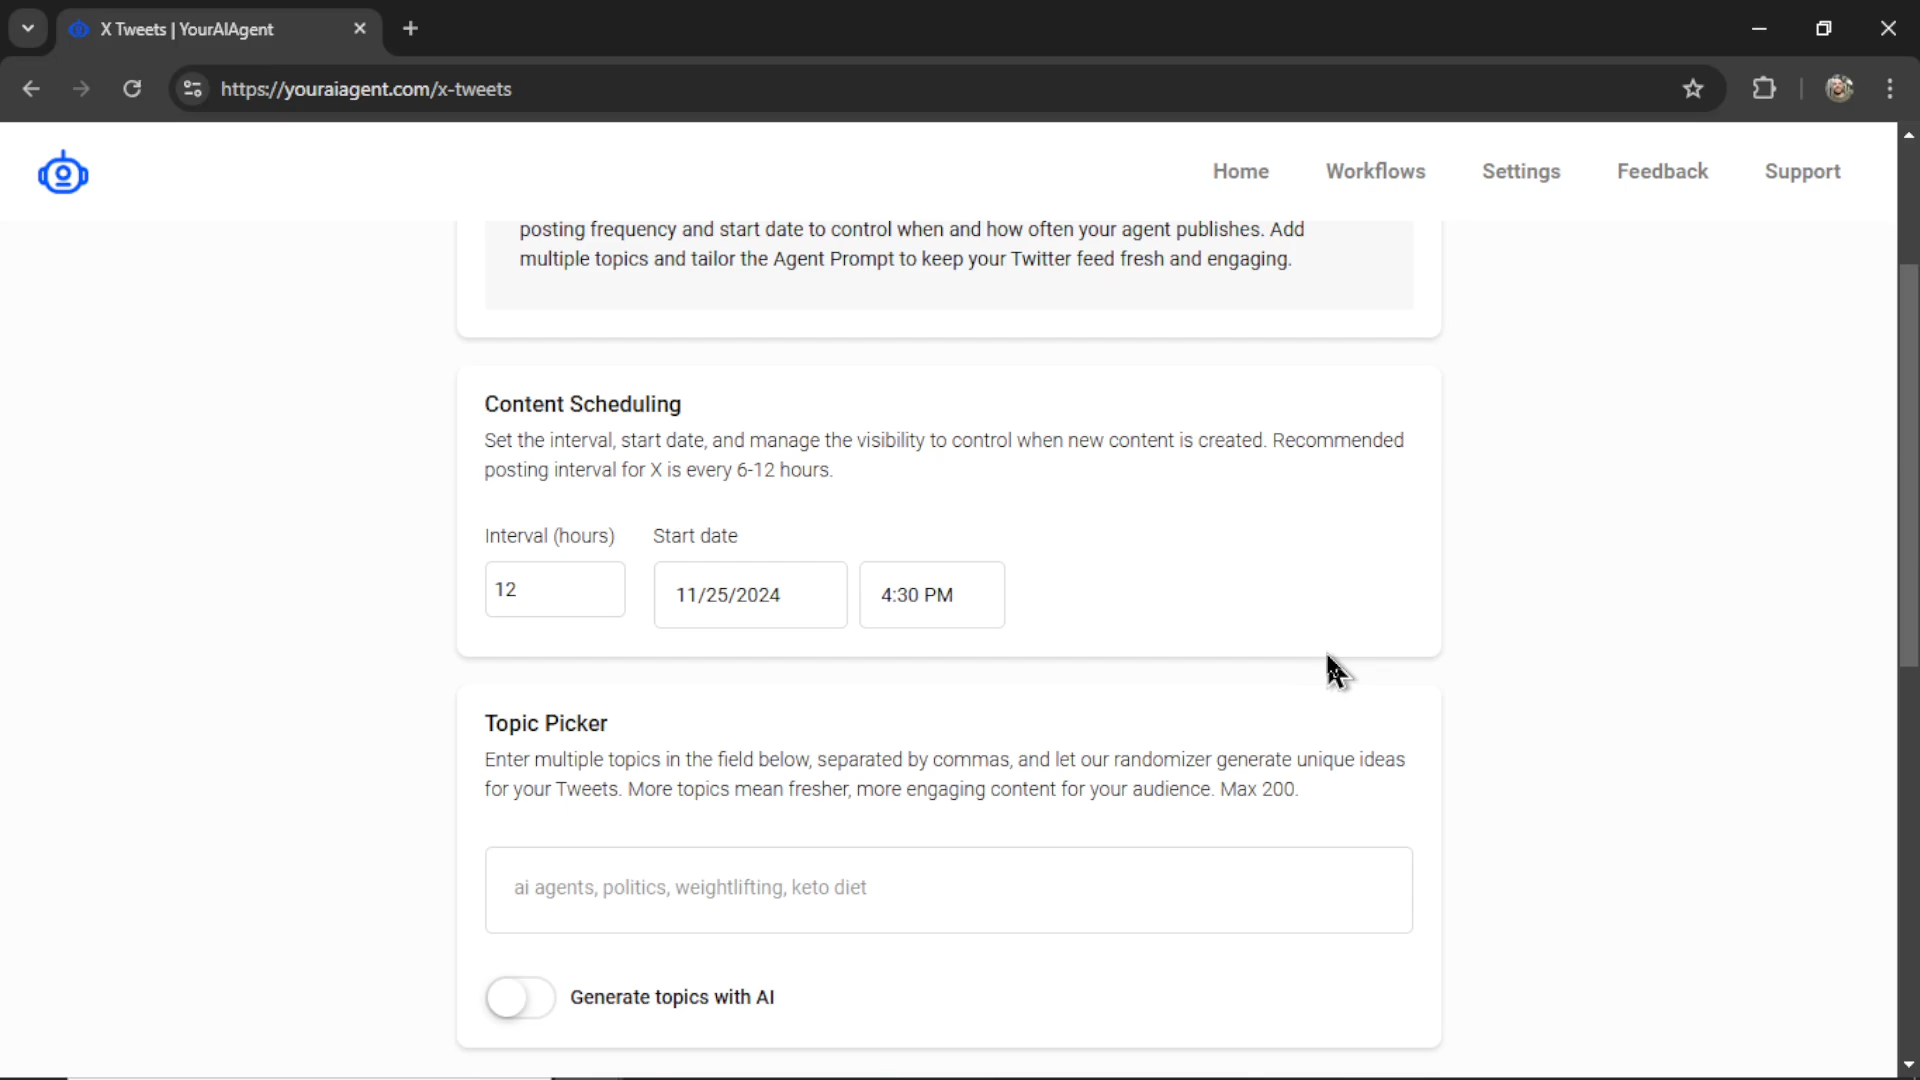 X Tweets | YourAIAgent
https://youraiagent.com/x-tweets
Home Workflows Settings Feedback Support
posting frequency and start date to control when and how often your agent publishes. Add
multiple topics and tailor the Agent Prompt to keep your Twitter feed fresh and engaging.
Content Scheduling
Set the interval, start date, and manage the visibility to control when new content is created. Recommended
posting interval for X is every 6-12 hours.
Interval (hours) Start date
12 11/25/2024 4:30 PM
Topic Picker
Enter multiple topics in the field below, separated by commas, and let our randomizer generate unique ideas
for your Tweets. More topics mean fresher, more engaging content for your audience. Max 200.
ai agents, politics, weightlifting, keto diet
Generate topics with AI